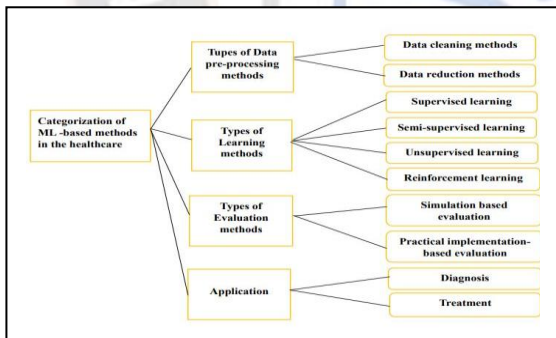 Categorization of
ML -based methods
in the healthcare
Tupes of Data
pre-processing
methods
Data cleaning methods
Data reduction methods
Types of
Learning methods
Supervised learning
Semi-supervised learning
Unsupervised learning
Reinforcement learning
Types of
Evaluation methods
Simulation based
evaluation
Practical implementation-
based evaluation
Application
Diagnosis
Treatment